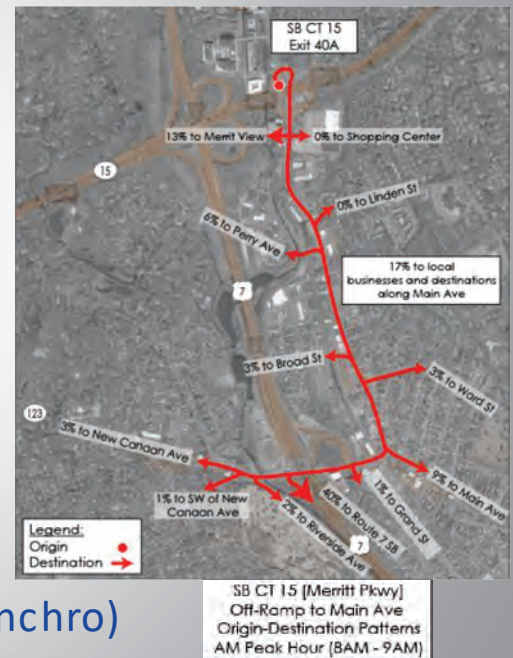 SB CT 15
Exit 40A
13% to Merrit View
0% to Shopping Center
15
0% to Linden St
6% to Perry Ave
17% to local
businesses and destinations
along Main Ave
7
3% to Broad St
3% to Ward St
123
3% to New Canaan Ave
9% to Main Ave
1% to Grand St
40% to Route 7 SB
1% to SW of New
Canaan Ave
2% to Riverside Ave
7
Legend:
Origin
Destination
nchro)
SB CT 15 [Merritt Pkwy]
Off-Ramp to Main Ave
Origin-Destination Patterns
AM Peak Hour (8AM - 9AM)